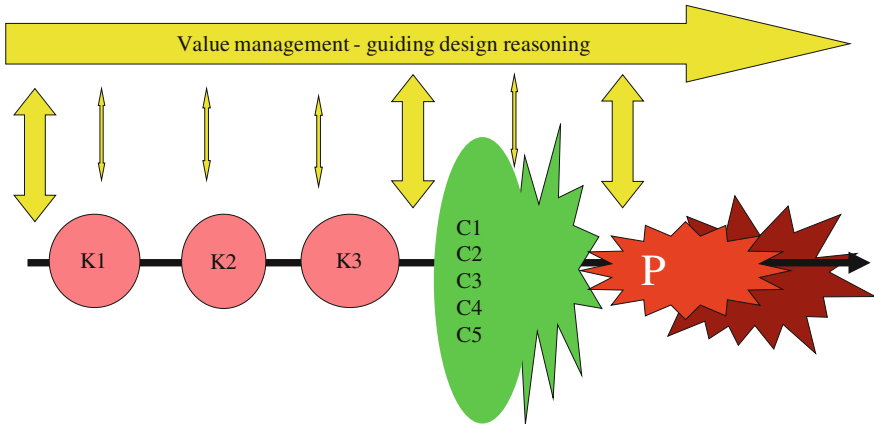 Value management - guiding design reasoning
K1
K2
K3
C1
C2
C3
C4
C5
P